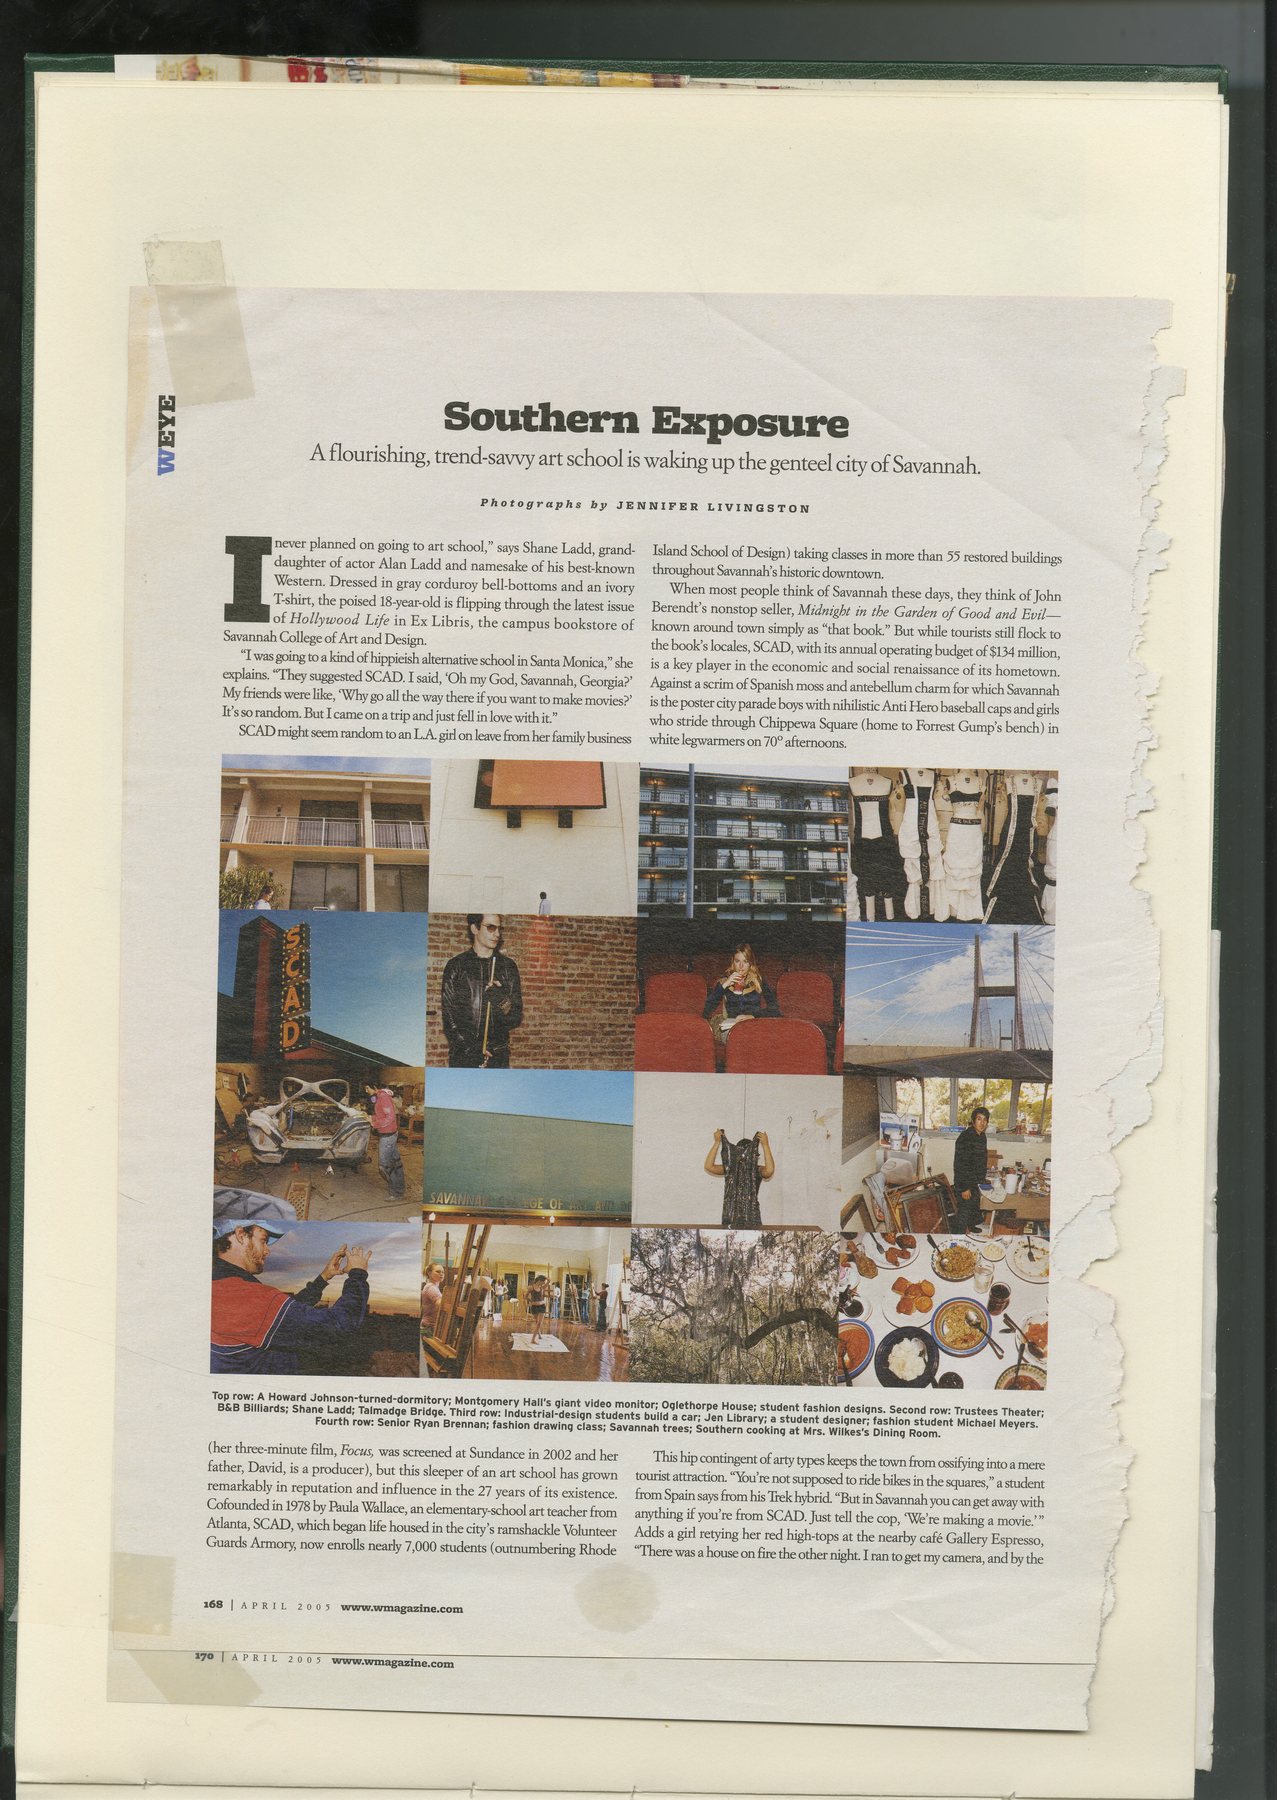 WEYE
Southern Exposure
A flourishing, trend-savvy art school is waking up the genteel city of Savannah.
Photographs by JENNIFER LIVINGSTON
I never planned on going to art school,” says Shane Ladd, grand-
daughter of actor Alan Ladd and namesake of his best-known
Western. Dressed in gray corduroy bell-bottoms and an ivory
T-shirt, the poised 18-year-old is flipping through the latest issue
of Hollywood Life in Ex Libris, the campus bookstore of
Savannah College of Art and Design.
“I was going to a kind of hippieish alternative school in Santa Monica,” she
explains. “They suggested SCAD. I said, ‘Oh my God, Savannah, Georgia?’
My friends were like, ‘Why go all the way there if you want to make movies?’
It’s so random. But I came on a trip and just fell in love with it.”
SCAD might seem random to an L.A. girl on leave from her family business
Island School of Design) taking classes in more than 55 restored buildings
throughout Savannah’s historic downtown.
When most people think of Savannah these days, they think of John
Berendt’s nonstop seller, Midnight in the Garden of Good and Evil—
known around town simply as “that book.” But while tourists still flock to
the book’s locales, SCAD, with its annual operating budget of $134 million,
is a key player in the economic and social renaissance of its hometown.
Against a scrim of Spanish moss and antebellum charm for which Savannah
is the poster city parade boys with nihilistic Anti Hero baseball caps and girls
who stride through Chippewa Square (home to Forrest Gump’s bench) in
white legwarmers on 70° afternoons.
SCAD
SAVANNAH COLLEGE OF ART AND DE
Top row: A Howard Johnson-turned-dormitory; Montgomery Hall’s giant video monitor; Oglethorpe House; student fashion designs. Second row: Trustees Theater;
B&B Billiards; Shane Ladd; Talmadge Bridge. Third row: Industrial-design students build a car; Jen Library; a student designer; fashion student Michael Meyers.
Fourth row: Senior Ryan Brennan; fashion drawing class; Savannah trees; Southern cooking at Mrs. Wilkes’s Dining Room.
(her three-minute film, Focus, was screened at Sundance in 2002 and her
father, David, is a producer), but this sleeper of an art school has grown
remarkably in reputation and influence in the 27 years of its existence.
Cofounded in 1978 by Paula Wallace, an elementary-school art teacher from
Atlanta, SCAD, which began life housed in the city’s ramshackle Volunteer
Guards Armory, now enrolls nearly 7,000 students (outnumbering Rhode
This hip contingent of arty types keeps the town from ossifying into a mere
tourist attraction. “You’re not supposed to ride bikes in the squares,” a student
from Spain says from his Trek hybrid. “But in Savannah you can get away with
anything if you’re from SCAD. Just tell the cop, ‘We’re making a movie.’”
Adds a girl retying her red high-tops at the nearby café Gallery Espresso,
“There was a house on fire the other night. I ran to get my camera, and by the
168 | APRIL 2005 www.wmagazine.com
170 | APRIL 2005 www.wmagazine.com